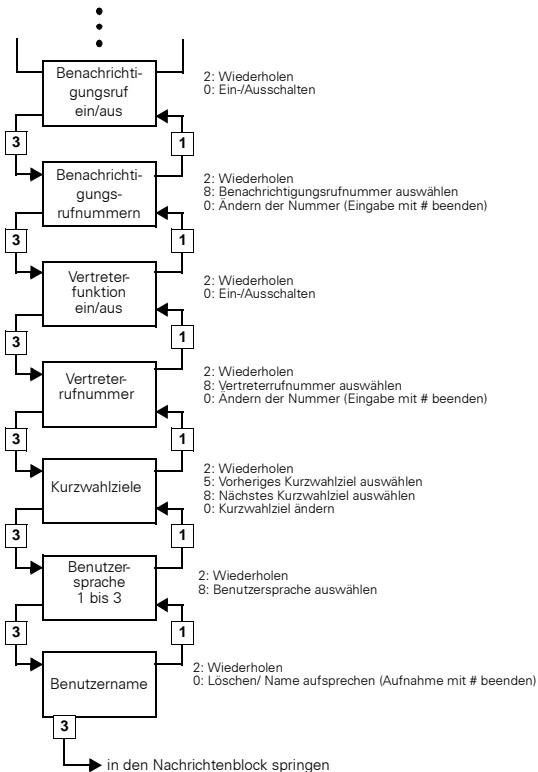 Benachrichti-
gungsruf
ein/aus
2: Wiederholen
0: Ein-/Ausschalten
3
1
Benachrichti-
gungs-
rufnummern
2: Wiederholen
8: Benachrichtigungsrufnummer auswählen
0: Ändern der Nummer (Eingabe mit # beenden)
3
1
Vertreter-
funktion
ein/aus
2: Wiederholen
0: Ein-/Ausschalten
3
1
Vertreter-
rufnummer
2: Wiederholen
8: Vertreterrufnummer auswählen
0: Ändern der Nummer (Eingabe mit # beenden)
3
1
Kurzwahlziele
2: Wiederholen
5: Vorheriges Kurzwahlziel auswählen
8: Nächstes Kurzwahlziel auswählen
0: Kurzwahlziel ändern
3
1
Benutzer-
sprache
1 bis 3
2: Wiederholen
8: Benutzersprache auswählen
3
1
Benutzername
2: Wiederholen
0: Löschen/ Name aufsprechen (Aufnahme mit # beenden)
3
in den Nachrichtenblock springen